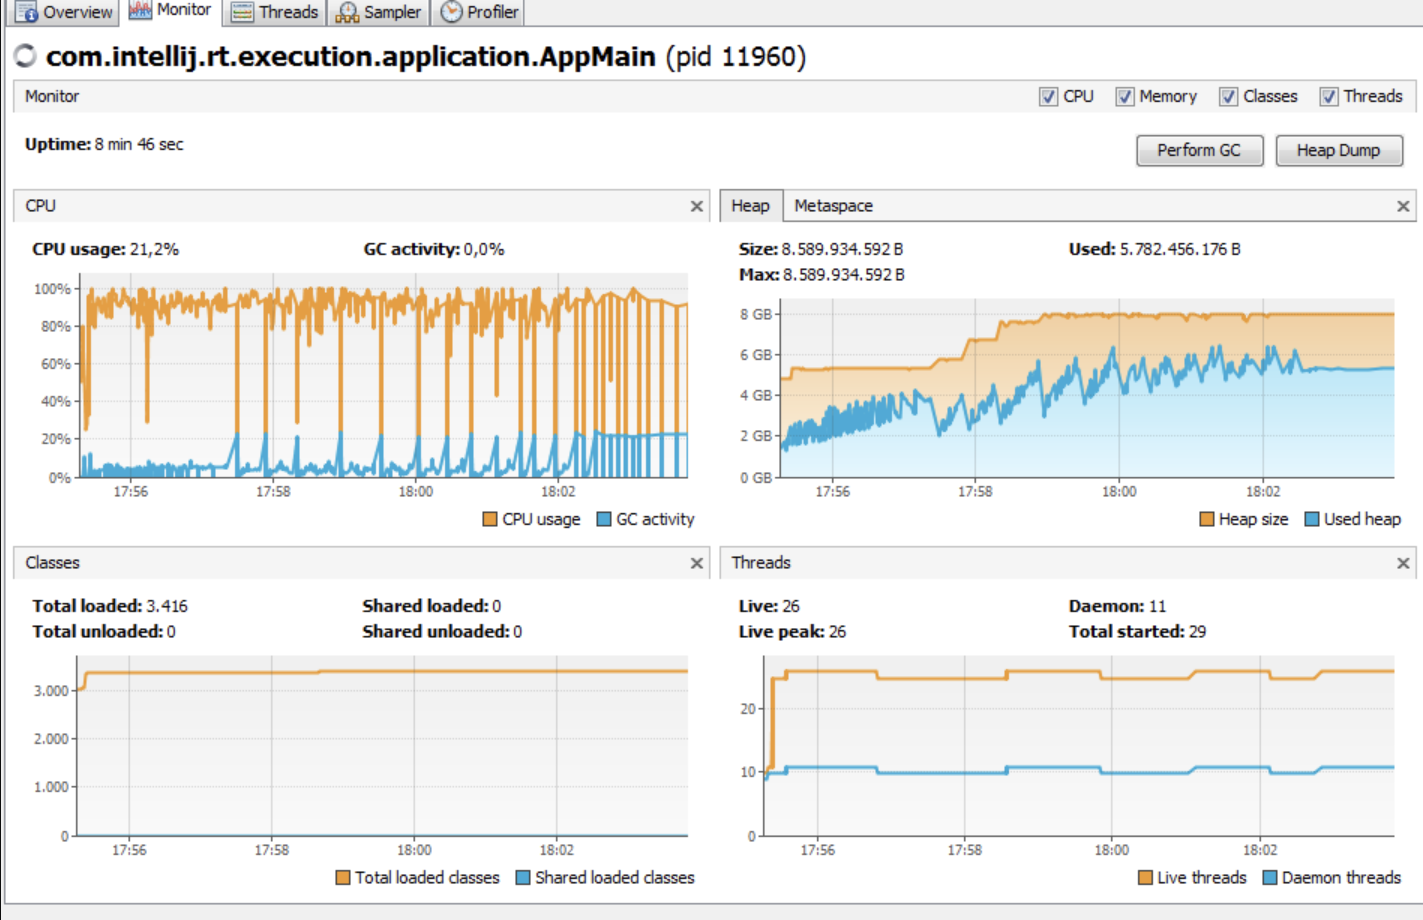 Overview Monitor Threads Sampler Profiler
com.intellij.rt.execution.application.AppMain (pid 11960)
Monitor CPU Memory Classes Threads
Uptime: 8 min 46 sec Perform GC Heap Dump
CPU
CPU usage: 21,2% GC activity: 0,0%
100%
80%
60%
40%
20%
0%
17:56 17:58 18:00 18:02
CPU usage GC activity
Heap Metaspace
Size: 8.589.934.592 B Used: 5.782.456.176 B
Max: 8.589.934.592 B
8 GB
6 GB
4 GB
2 GB
0 GB
17:56 17:58 18:00 18:02
Heap size Used heap
Classes
Total loaded: 3.416 Shared loaded: 0
Total unloaded: 0 Shared unloaded: 0
3.000
2.000
1.000
0
17:56 17:58 18:00 18:02
Total loaded classes Shared loaded classes
Threads
Live: 26 Daemon: 11
Live peak: 26 Total started: 29
20
10
0
17:56 17:58 18:00 18:02
Live threads Daemon threads